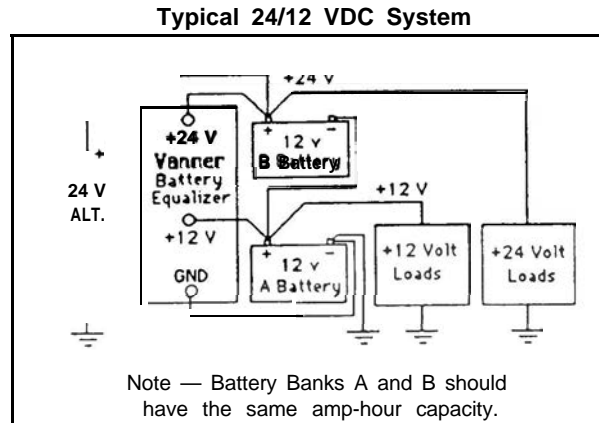 Typical 24/12 VDC System
+24 V
+24 V
Vanner
Battery
Equalizer
+12 V
GND
+
24 V
ALT.
+ −
12 v
B Battery
+12 V
+ −
12 v
A Battery
+12 Volt
Loads
+24 Volt
Loads
Note — Battery Banks A and B should
have the same amp-hour capacity.